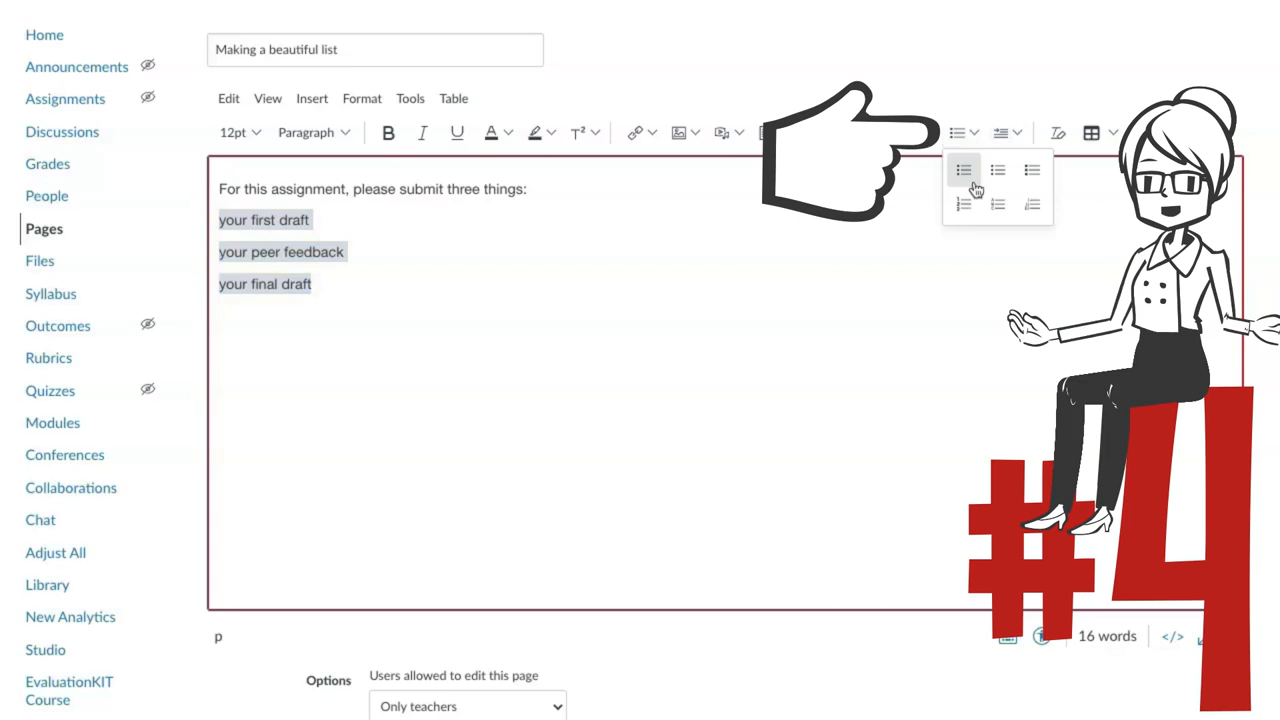 Home
Announcements
Assignments
Discussions
Grades
People
Pages
Files
Syllabus
Outcomes
Rubrics
Quizzes
Modules
Conferences
Collaborations
Chat
Adjust All
Library
New Analytics
Studio
EvaluationKIT
Course
Making a beautiful list
Edit View Insert Format Tools Table
12pt Paragraph B I U A T²
For this assignment, please submit three things:
your first draft
your peer feedback
your final draft
#4
p
16 words </>
Options
Users allowed to edit this page
Only teachers